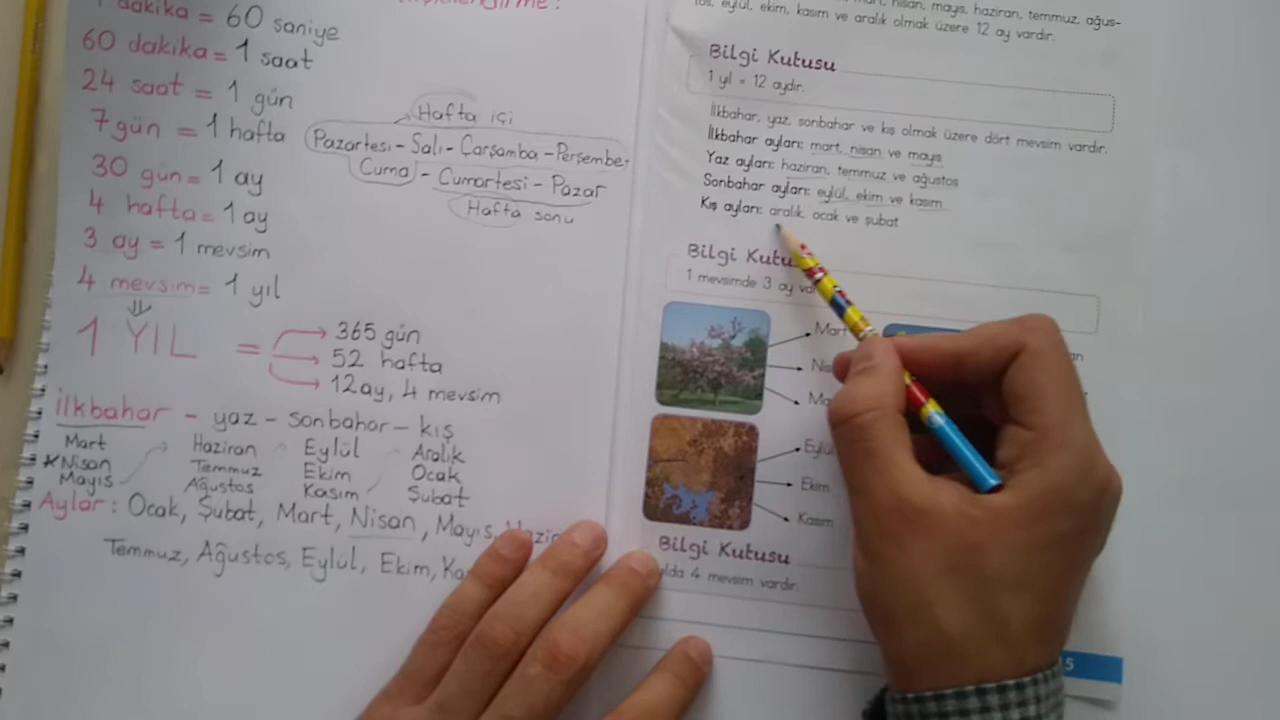 dakika = 60 saniye
60 dakika = 1 saat
24 saat = 1 gün
7 gün = 1 hafta
30 gün = 1 ay
4 hafta = 1 ay
3 ay = 1 mevsim
4 mevsim = 1 yıl
Hafta içi
Pazartesi - Salı - Çarşamba - Perşembe
Cuma - Cumartesi - Pazar
Hafta sonu
1 YIL =
365 gün
52 hafta
12 ay, 4 mevsim
ilkbahar - yaz - sonbahar - kış
Mart Haziran Eylül Aralık
Nisan Temmuz Ekim Ocak
Mayıs Ağustos Kasım Şubat
Aylar: Ocak, Şubat, Mart, Nisan, Mayıs,
Temmuz, Ağustos, Eylül, Ekim,
nisan, mayıs, haziran, temmuz, ağus-
tos, eylül, ekim, kasım ve aralık olmak üzere 12 ay vardır.
Bilgi Kutusu
1 yıl = 12 aydır.
İlkbahar, yaz, sonbahar ve kış olmak üzere dört mevsim vardır.
İlkbahar ayları: mart, nisan ve mayıs
Yaz ayları: haziran, temmuz ve ağustos
Sonbahar ayları: eylül, ekim ve kasım
Kış ayları: aralık, ocak ve şubat
Bilgi
1 mevsimde 3 ay
Mart
Eylül
Ekim
Kasım
Bilgi Kutusu
4 mevsim vardır.
5